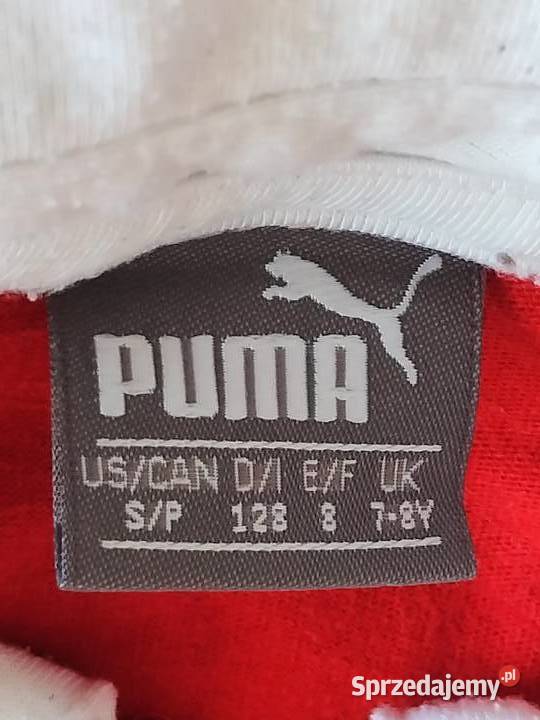 PUMA
US/CAN D/I E/F UK
S/P 128 8 7-8Y
Sprzedajemy.pl